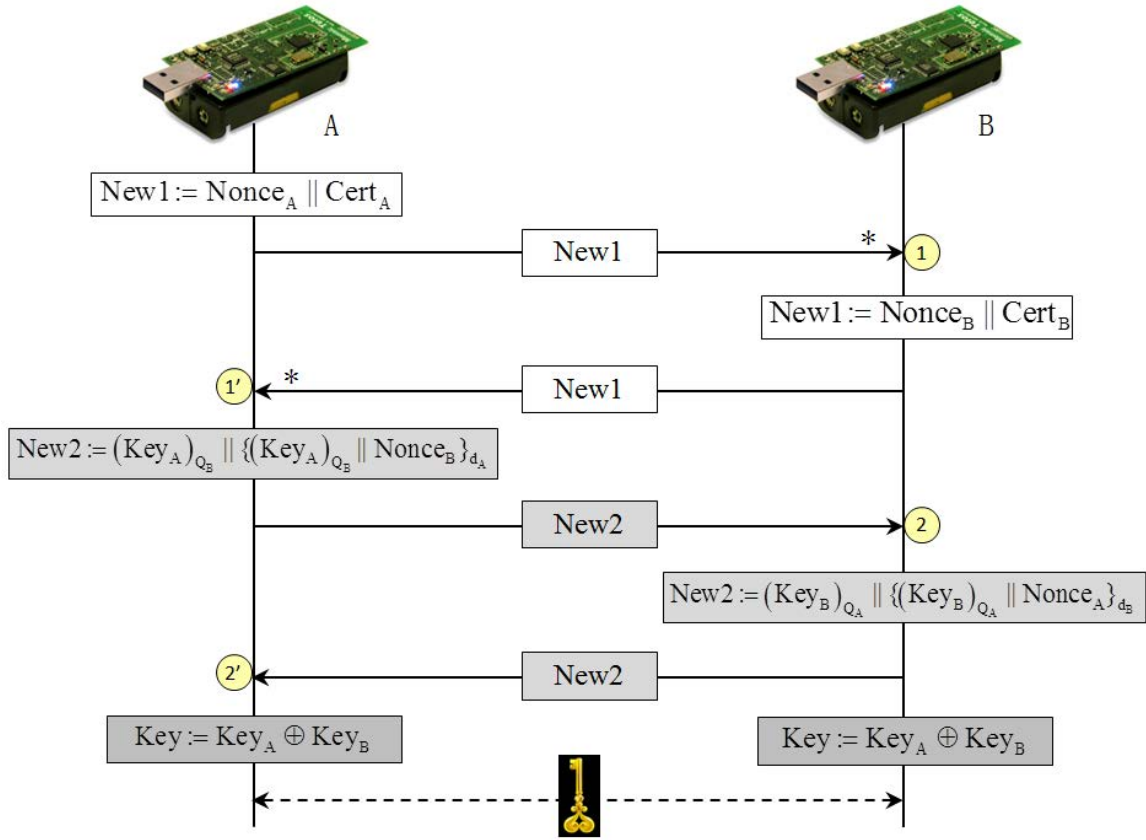 A
B
New1:= Nonce_A || Cert_A
New1
*
1
New1:= Nonce_B || Cert_B
1’
*
New1
New2:= (Key_A)_{Q_B} || {(Key_A)_{Q_B} || Nonce_B}_{d_A}
New2
2
New2:= (Key_B)_{Q_A} || {(Key_B)_{Q_A} || Nonce_A}_{d_B}
2’
New2
Key:= Key_A ⊕ Key_B
Key:= Key_A ⊕ Key_B